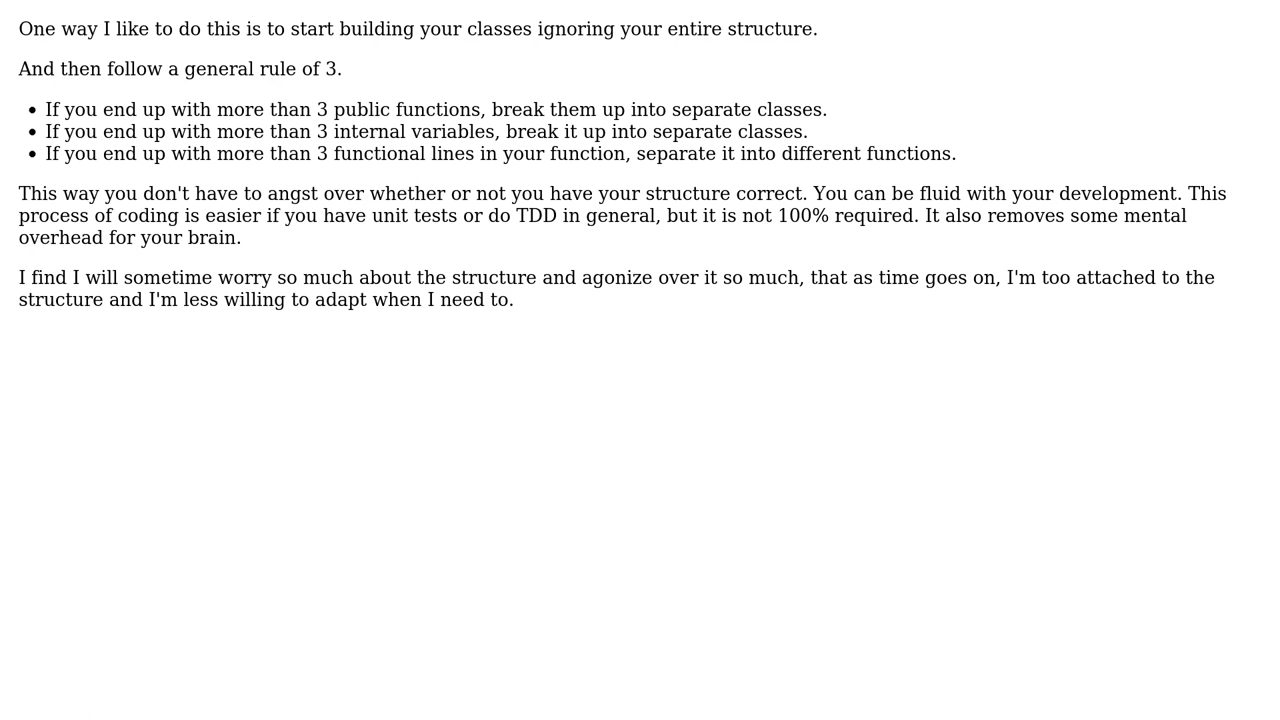 One way I like to do this is to start building your classes ignoring your entire structure.
And then follow a general rule of 3.
• If you end up with more than 3 public functions, break them up into separate classes.
• If you end up with more than 3 internal variables, break it up into separate classes.
• If you end up with more than 3 functional lines in your function, separate it into different functions.
This way you don't have to angst over whether or not you have your structure correct. You can be fluid with your development. This
process of coding is easier if you have unit tests or do TDD in general, but it is not 100% required. It also removes some mental
overhead for your brain.
I find I will sometime worry so much about the structure and agonize over it so much, that as time goes on, I'm too attached to the
structure and I'm less willing to adapt when I need to.